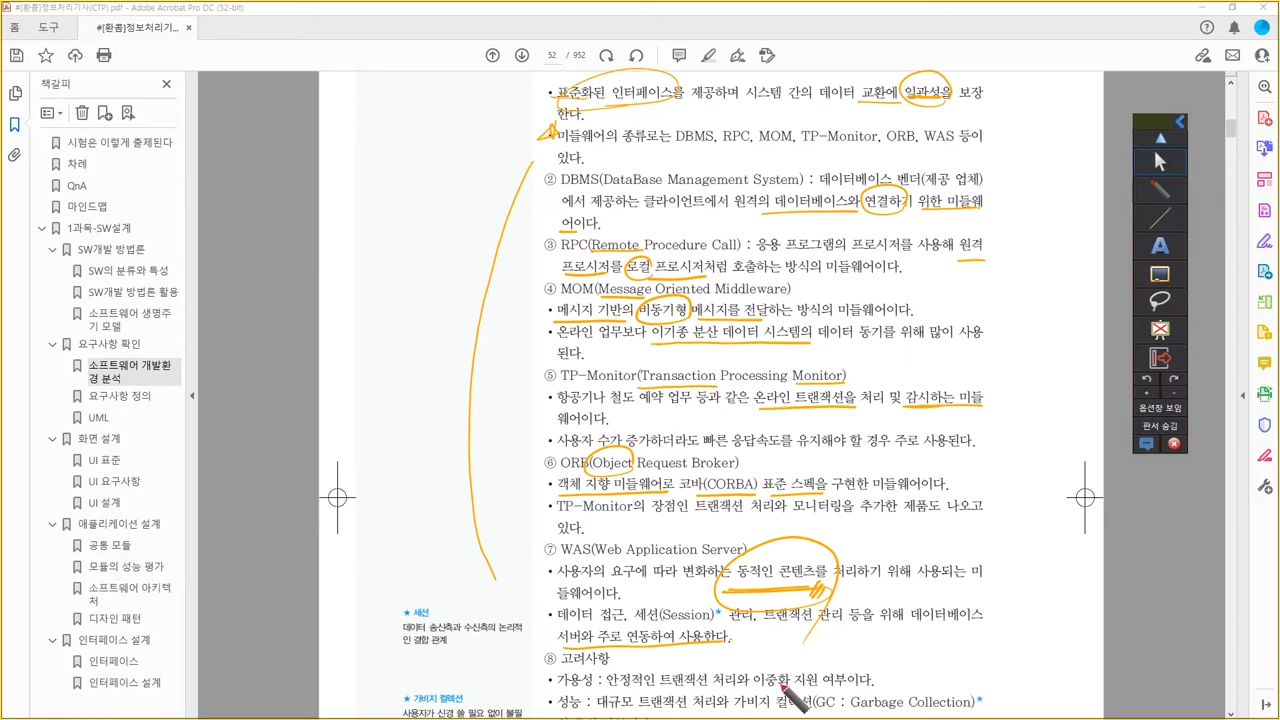 #[환콤]정보처리기사(CTP).pdf - Adobe Acrobat Pro DC (32-bit)
홈 도구 #[환콤]정보처리기... ×
52 / 952
책갈피
시험은 이렇게 출제된다
차례
QnA
마인드맵
1과목-SW설계
SW개발 방법론
SW의 분류와 특성
SW개발 방법론 활용
소프트웨어 생명주
기 모델
요구사항 확인
소프트웨어 개발환
경 분석
요구사항 정의
UML
화면 설계
UI 표준
UI 요구사항
UI 설계
애플리케이션 설계
공통 모듈
모듈의 성능 평가
소프트웨어 아키텍
처
디자인 패턴
인터페이스 설계
인터페이스
인터페이스 설계
• 표준화된 인터페이스를 제공하며 시스템 간의 데이터 교환에 일관성을 보장
한다.
• 미들웨어의 종류로는 DBMS, RPC, MOM, TP-Monitor, ORB, WAS 등이
있다.
② DBMS(DataBase Management System) : 데이터베이스 벤더(제공 업체)
에서 제공하는 클라이언트에서 원격의 데이터베이스와 연결하기 위한 미들웨
어이다.
③ RPC(Remote Procedure Call) : 응용 프로그램의 프로시저를 사용해 원격
프로시저를 로컬 프로시저처럼 호출하는 방식의 미들웨어이다.
④ MOM(Message Oriented Middleware)
• 메시지 기반의 비동기형 메시지를 전달하는 방식의 미들웨어이다.
• 온라인 업무보다 이기종 분산 데이터 시스템의 데이터 동기를 위해 많이 사용
된다.
⑤ TP-Monitor(Transaction Processing Monitor)
• 항공기나 철도 예약 업무 등과 같은 온라인 트랜잭션을 처리 및 감시하는 미들
웨어이다.
• 사용자 수가 증가하더라도 빠른 응답속도를 유지해야 할 경우 주로 사용된다.
⑥ ORB(Object Request Broker)
• 객체 지향 미들웨어로 코바(CORBA) 표준 스펙을 구현한 미들웨어이다.
• TP-Monitor의 장점인 트랜잭션 처리와 모니터링을 추가한 제품도 나오고
있다.
⑦ WAS(Web Application Server)
• 사용자의 요구에 따라 변화하는 동적인 콘텐츠를 처리하기 위해 사용되는 미
들웨어이다.
• 데이터 접근, 세션(Session)★ 관리, 트랜잭션 관리 등을 위해 데이터베이스
서버와 주로 연동하여 사용한다.
⑧ 고려사항
• 가용성 : 안정적인 트랜잭션 처리와 이중화 지원 여부이다.
• 성능 : 대규모 트랜잭션 처리와 가비지 컬렉션(GC : Garbage Collection)★
★ 세션
데이터 송신측과 수신측의 논리적
인 결합 관계
★ 가비지 컬렉션
사용자가 신경 쓸 필요 없이 불필
옵션창 보임
판서 숨김